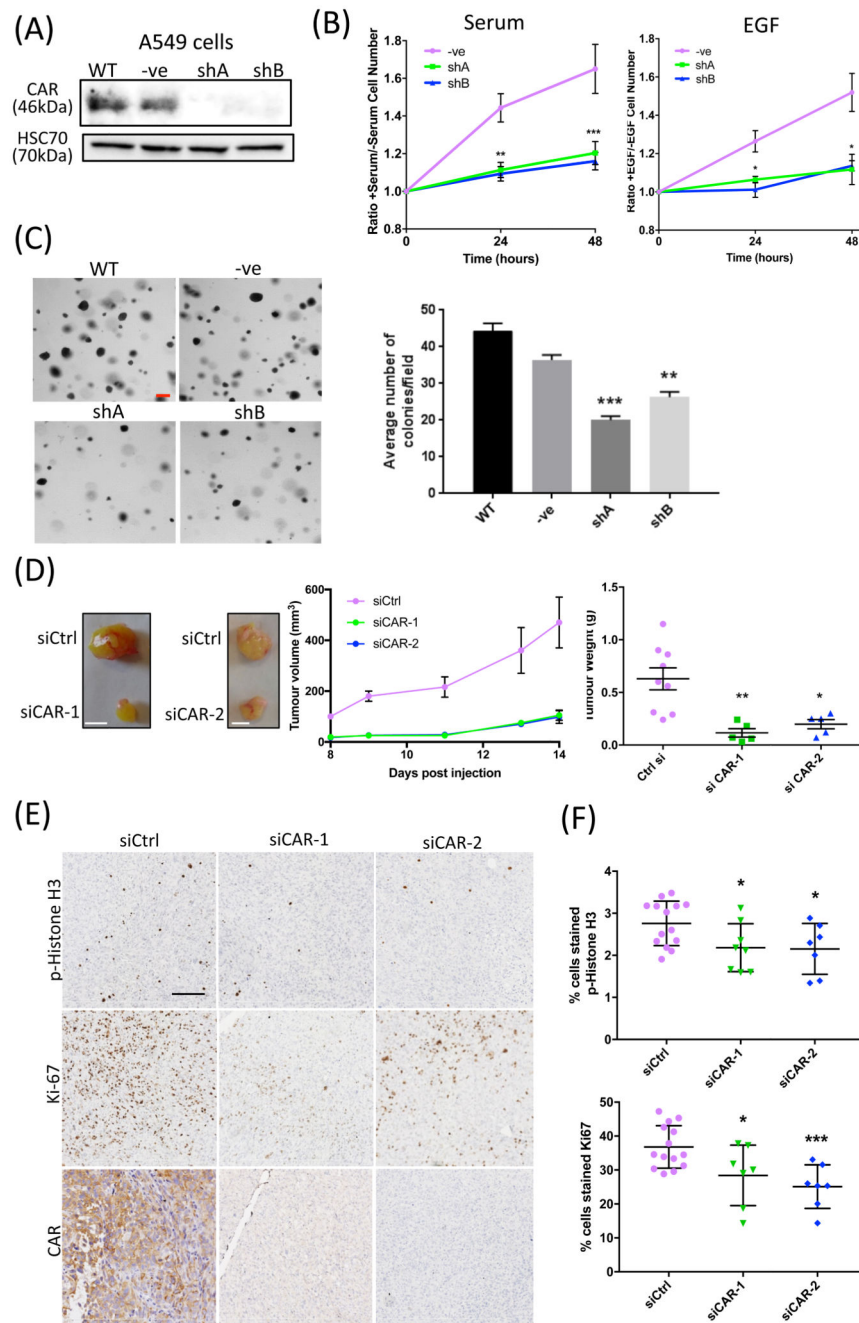 (A)
A549 cells
WT -ve shA shB
CAR
(46kDa)
HSC70
(70kDa)
(B)
Serum
Ratio +Serum/-Serum Cell Number
1.8
1.6
1.4
1.2
1.0
0.8
-ve
shA
shB
**
***
0 24 48
Time (hours)
EGF
Ratio +EGF/-EGF Cell Number
1.8
1.6
1.4
1.2
1.0
0.8
-ve
shA
shB
*
*
0 24 48
Time (hours)
(C)
WT -ve
shA shB
Average number of
colonies/field
50
40
30
20
10
0
***
**
WT -ve shA shB
(D)
siCtrl
siCAR-1
siCtrl
siCAR-2
Tumour volume (mm³)
600
400
200
0
siCtrl
siCAR-1
siCAR-2
8 10 12 14
Days post injection
Tumour Weight (g)
1.5
1.0
0.5
0.0
**
*
Ctrl si si CAR-1 si CAR-2
(E)
siCtrl siCAR-1 siCAR-2
p-Histone H3
Ki-67
CAR
(F)
% cells stained
p-Histone H3
4
3
2
1
0
*
*
siCtrl siCAR-1 siCAR-2
% cells stained Ki67
50
40
30
20
10
0
*
***
siCtrl siCAR-1 siCAR-2